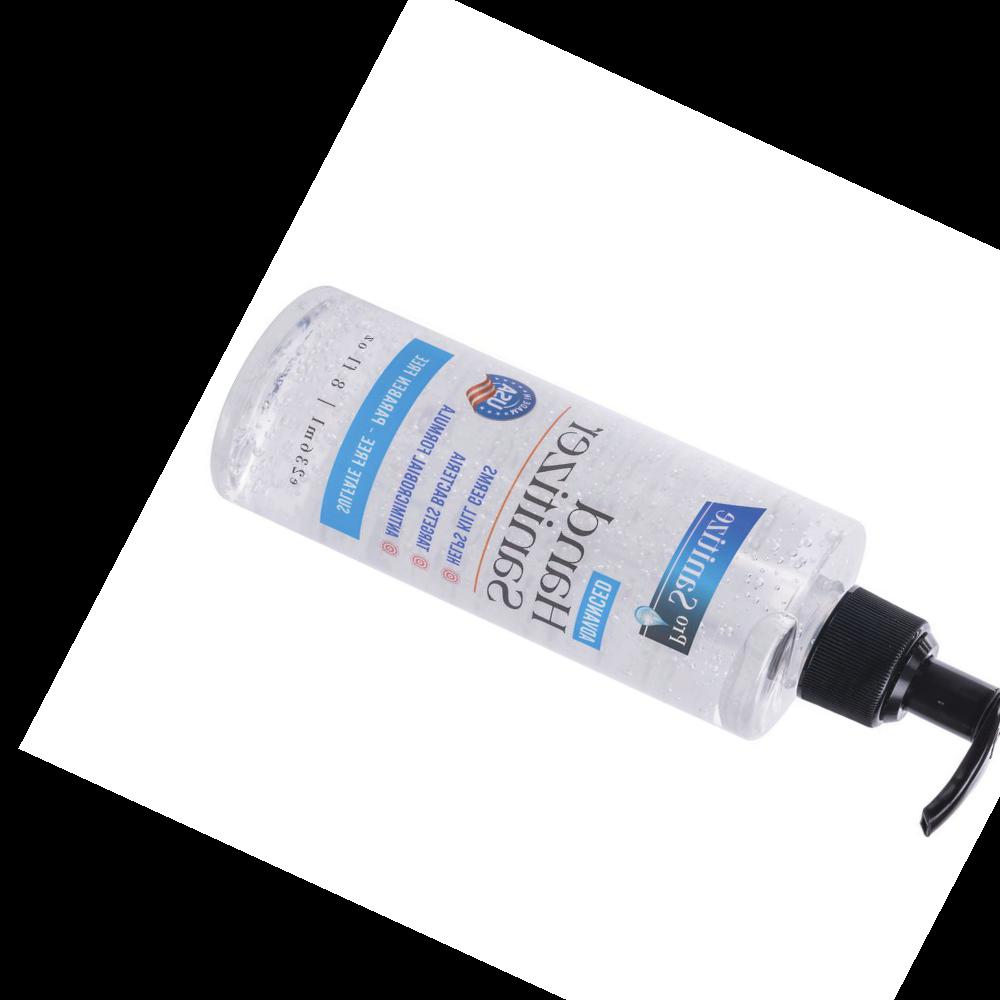 Pro Sanitize
ADVANCED
Hand
Sanitizer
MADE IN
USA
HELPS KILL GERMS
TARGETS BACTERIA
ANTIMICROBIAL FORMULA
SULFATE FREE - PARABEN FREE
e236ml | 8 fl oz